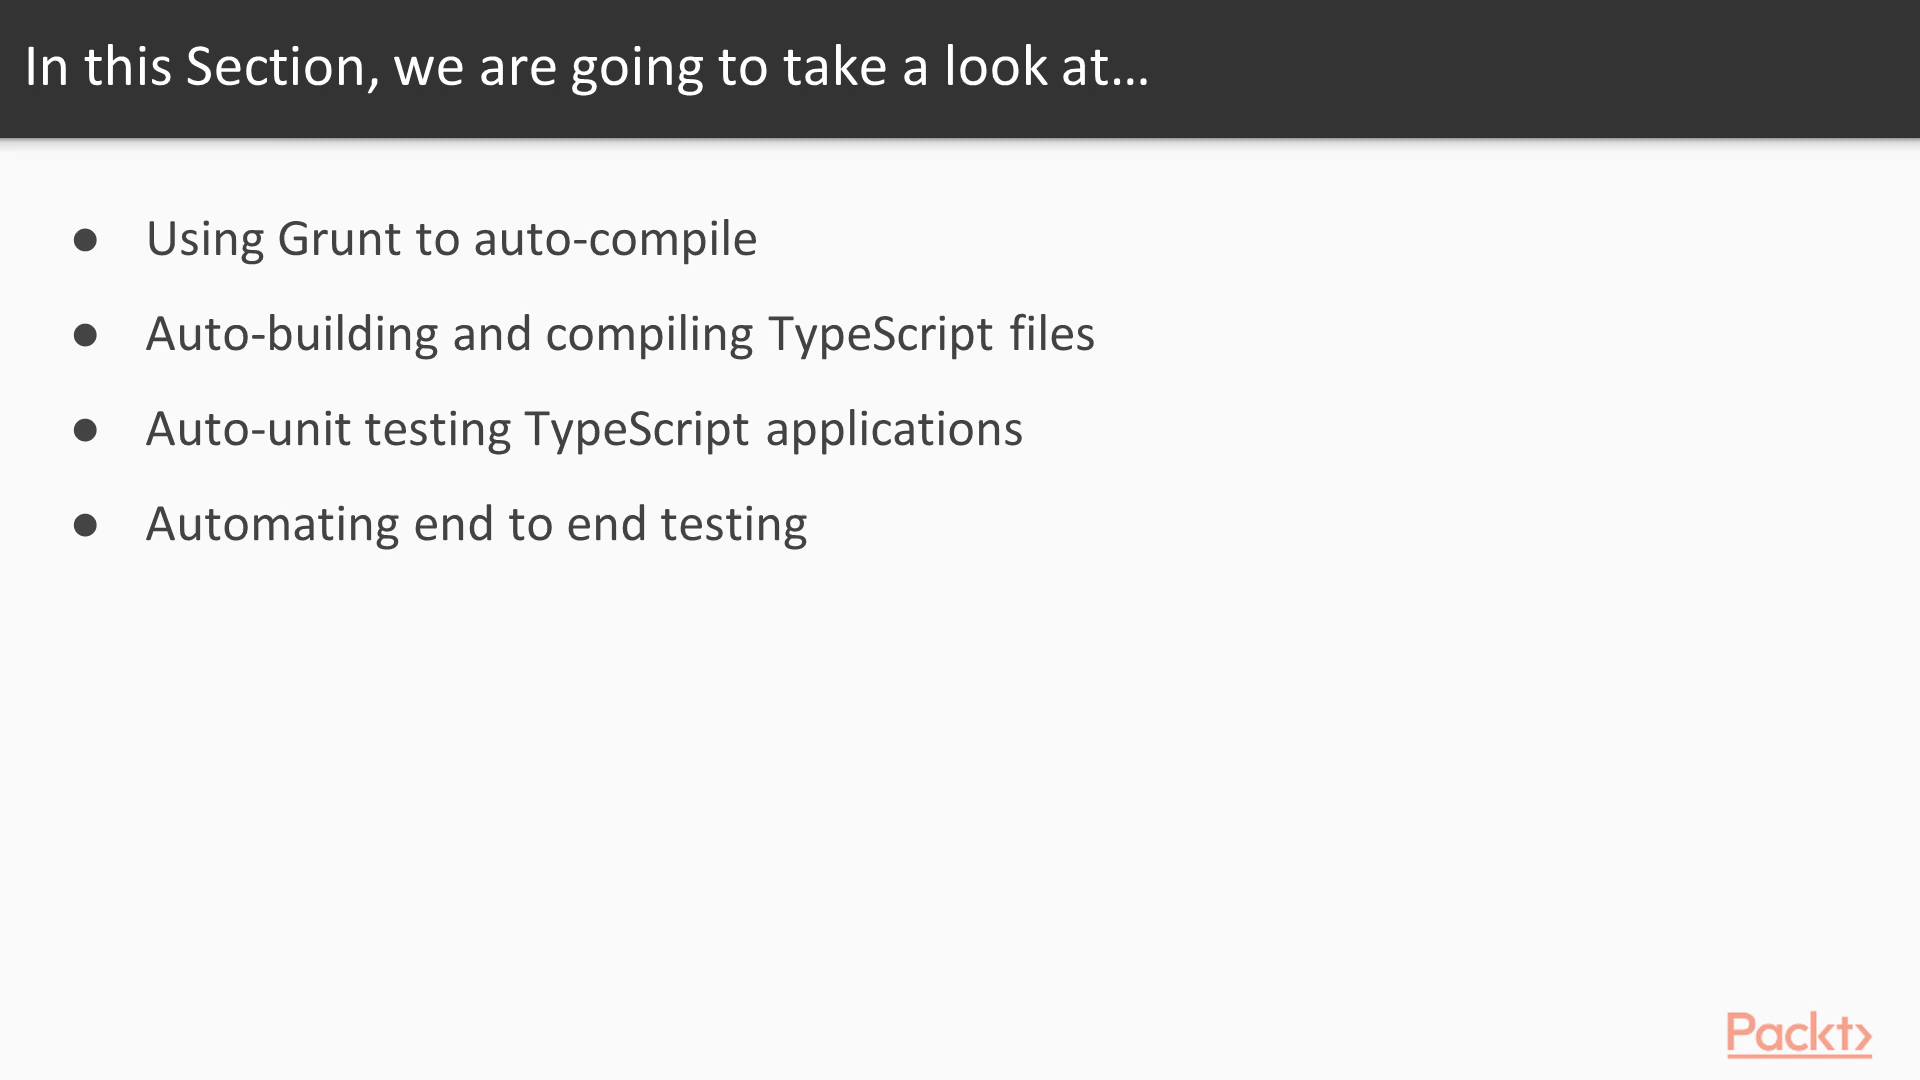 In this Section, we are going to take a look at...
● Using Grunt to auto-compile
● Auto-building and compiling TypeScript files
● Auto-unit testing TypeScript applications
● Automating end to end testing
Packt>